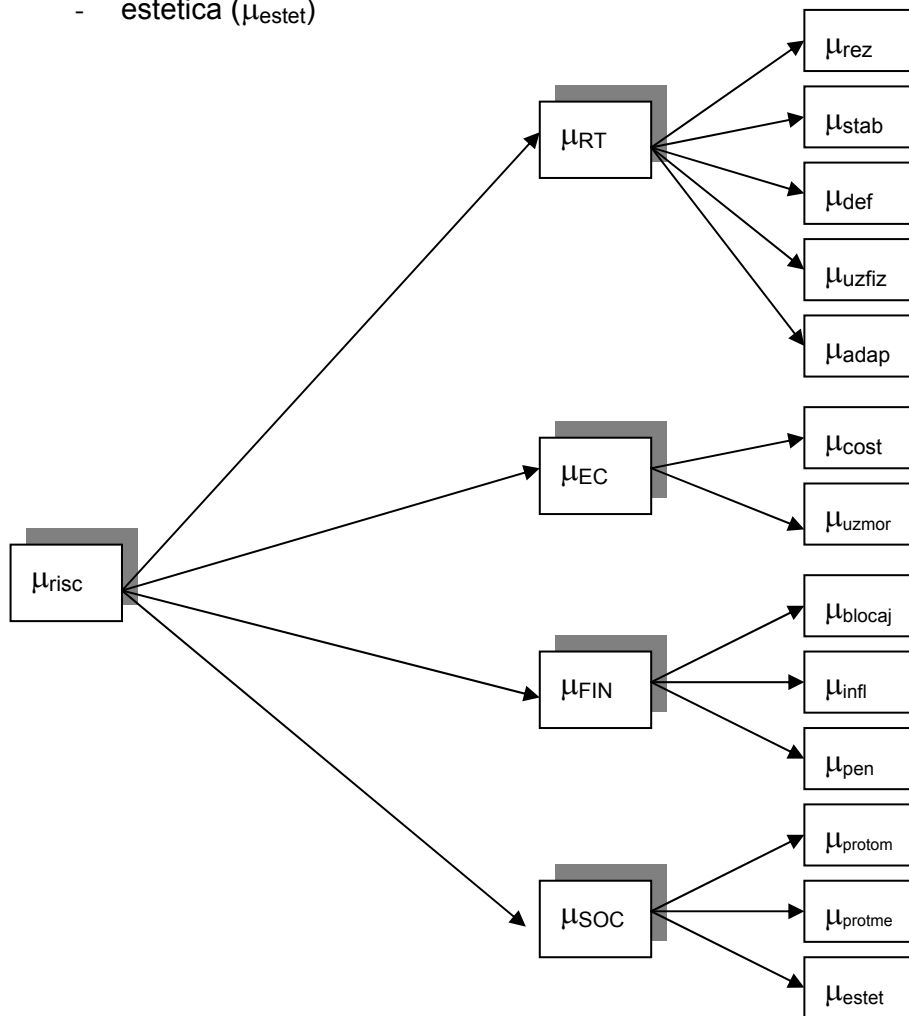 - estetica (μestet)
μrez
μRT
μstab
μdef
μuzfiz
μadap
μcost
μEC
μuzmor
μrisc
μblocaj
μFIN
μinfl
μpen
μprotom
μSOC
μprotme
μestet